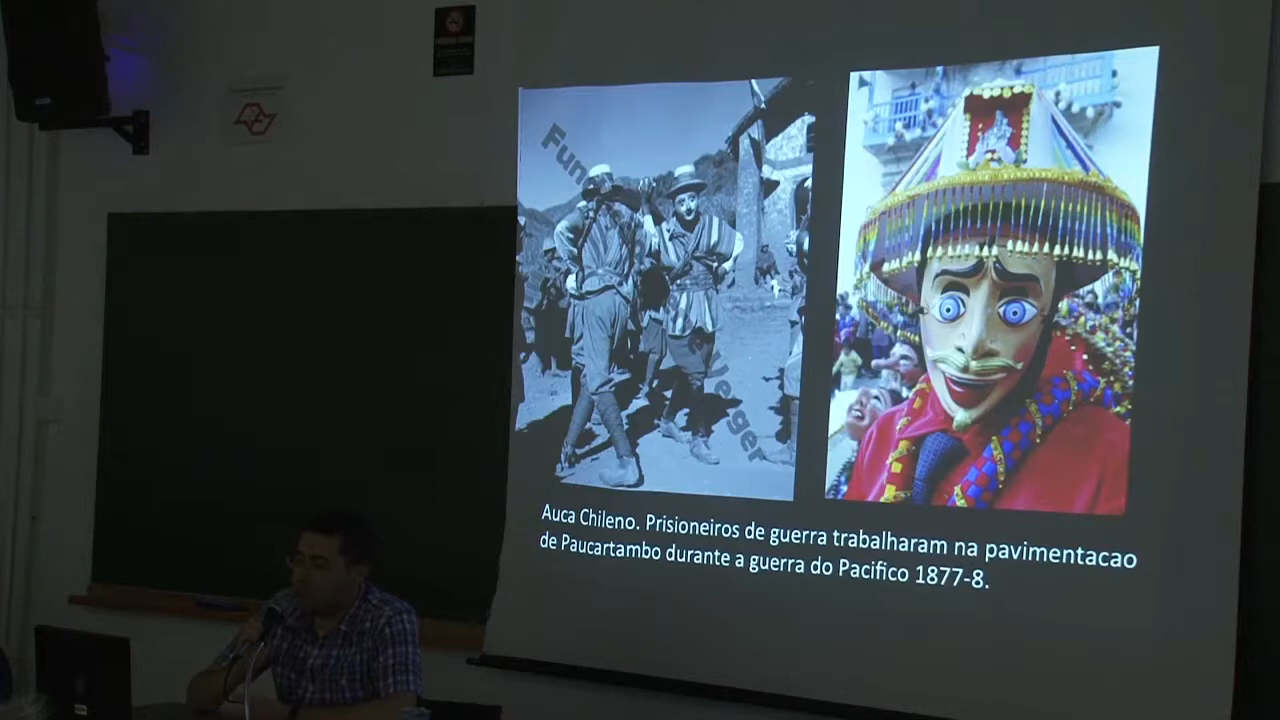 Auca Chileno. Prisioneiros de guerra trabalharam na pavimentacao
de Paucartambo durante a guerra do Pacifico 1877-8.